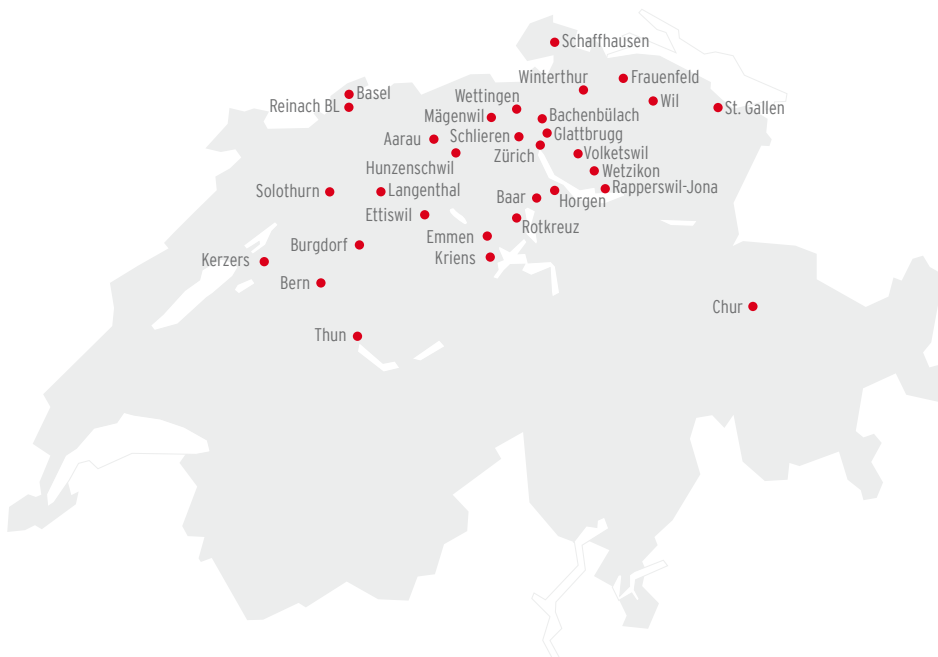 Schaffhausen
Winterthur
Frauenfeld
Basel
Wettingen
Wil
Reinach BL
St. Gallen
Mägenwil
Bachenbülach
Aarau
Schlieren
Glattbrugg
Zürich
Volketswil
Hunzenschwil
Wetzikon
Solothurn
Langenthal
Rapperswil-Jona
Baar
Horgen
Ettiswil
Rotkreuz
Emmen
Burgdorf
Kriens
Kerzers
Bern
Chur
Thun